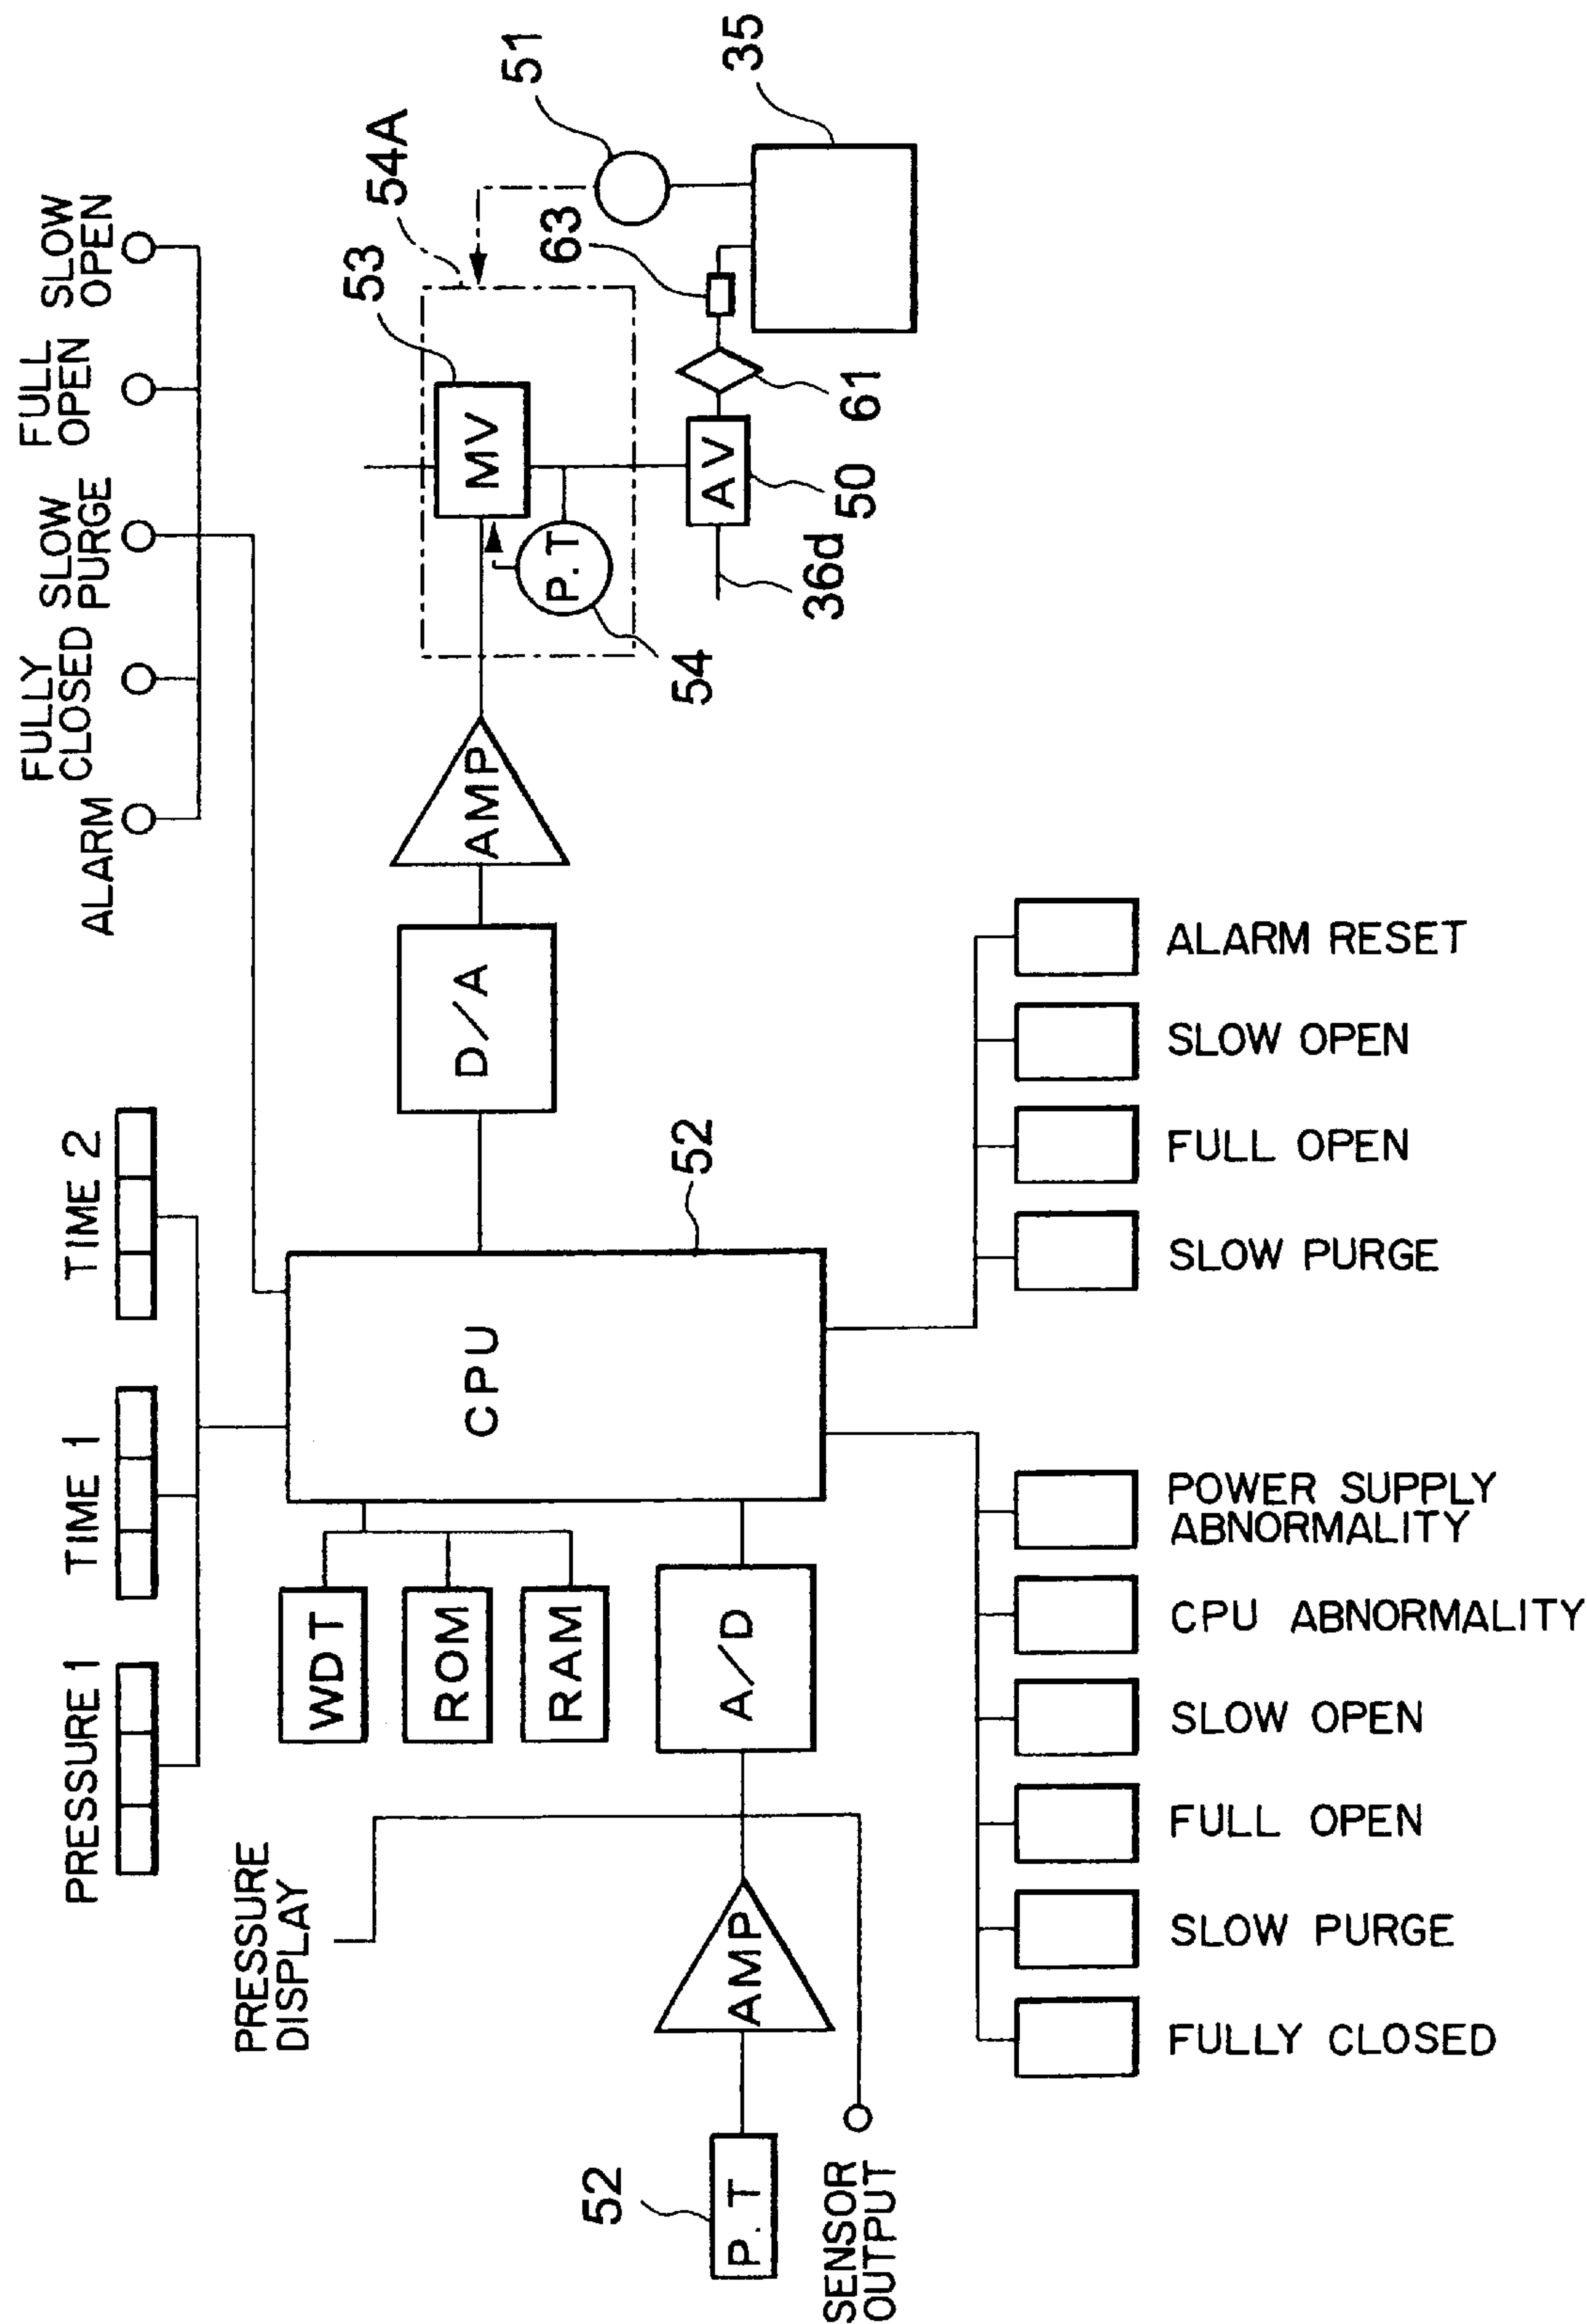 PRESSURE 1
TIME 1
TIME 2
ALARM
FULLY
CLOSED
SLOW
PURGE
FULL
OPEN
SLOW
OPEN
PRESSURE
DISPLAY
WDT
ROM
RAM
CPU
52
D/A
AMP
MV
53
54A
P.T
54
AV
50
36d
61
63
51
35
52
P.T
AMP
A/D
SENSOR
OUTPUT
ALARM RESET
SLOW OPEN
FULL OPEN
SLOW PURGE
POWER SUPPLY
ABNORMALITY
CPU ABNORMALITY
SLOW OPEN
FULL OPEN
SLOW PURGE
FULLY CLOSED